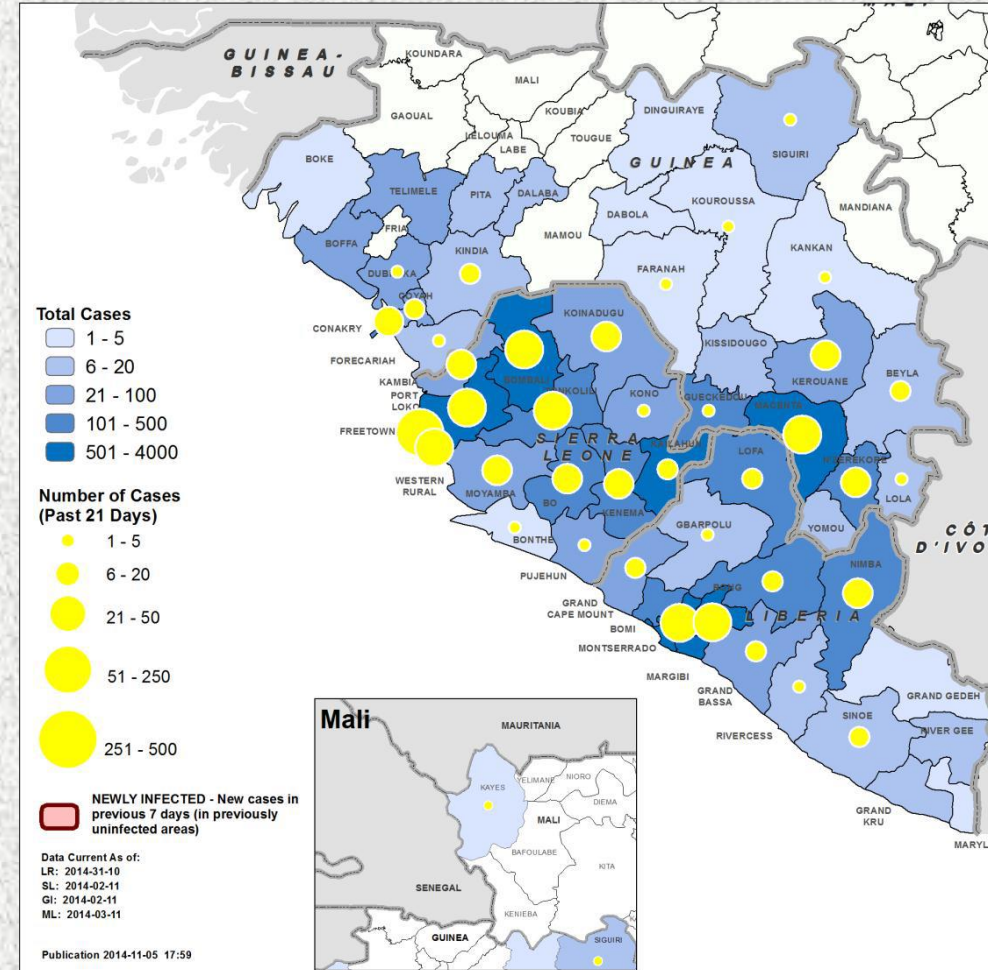 GUINEA-
BISSAU
KOUNDARA
MALI
GAOUAL
KOUBIA
LELOUMA
LABE
TOUGUE
DINGUIRAYE
SIGUIRI
GUINEA
BOKE
TELIMELE
PITA
DALABA
KOUROUSSA
MANDIANA
DABOLA
FRIA
BOFFA
MAMOU
KINDIA
KANKAN
FARANAH
CONAKRY
FORECARIAH
KOINADUGU
KISSIDOUGO
KEROUANE
BEYLA
KAMBIA
PORT
LOKO
BOMBALI
KONO
GUECKEDOU
FREETOWN
SIERRA
LEONE
LOFA
LOLA
WESTERN
RURAL
MOYAMBA
BO
KENEMA
GBARPOLU
YOMOU
CÔT
D'IVO
BONTHE
PUJEHUN
NIMBA
GRAND
CAPE MOUNT
BOMI
LIBERIA
MONTSERRADO
MARGIBI
GRAND
BASSA
GRAND GEDEH
RIVERCESS
SINOE
RIVER GEE
GRAND
KRU
MARYL
Total Cases
1 - 5
6 - 20
21 - 100
101 - 500
501 - 4000
Number of Cases
(Past 21 Days)
1 - 5
6 - 20
21 - 50
51 - 250
251 - 500
NEWLY INFECTED - New cases in
previous 7 days (in previously
uninfected areas)
Data Current As of:
LR: 2014-31-10
SL: 2014-02-11
GI: 2014-02-11
ML: 2014-03-11
Publication 2014-11-05 17:59
Mali
MAURITANIA
KAYES
YELIMANE
NIORO
DIEMA
MALI
BAFOULABE
KITA
SENEGAL
KENIEBA
GUINEA
SIGUIRI